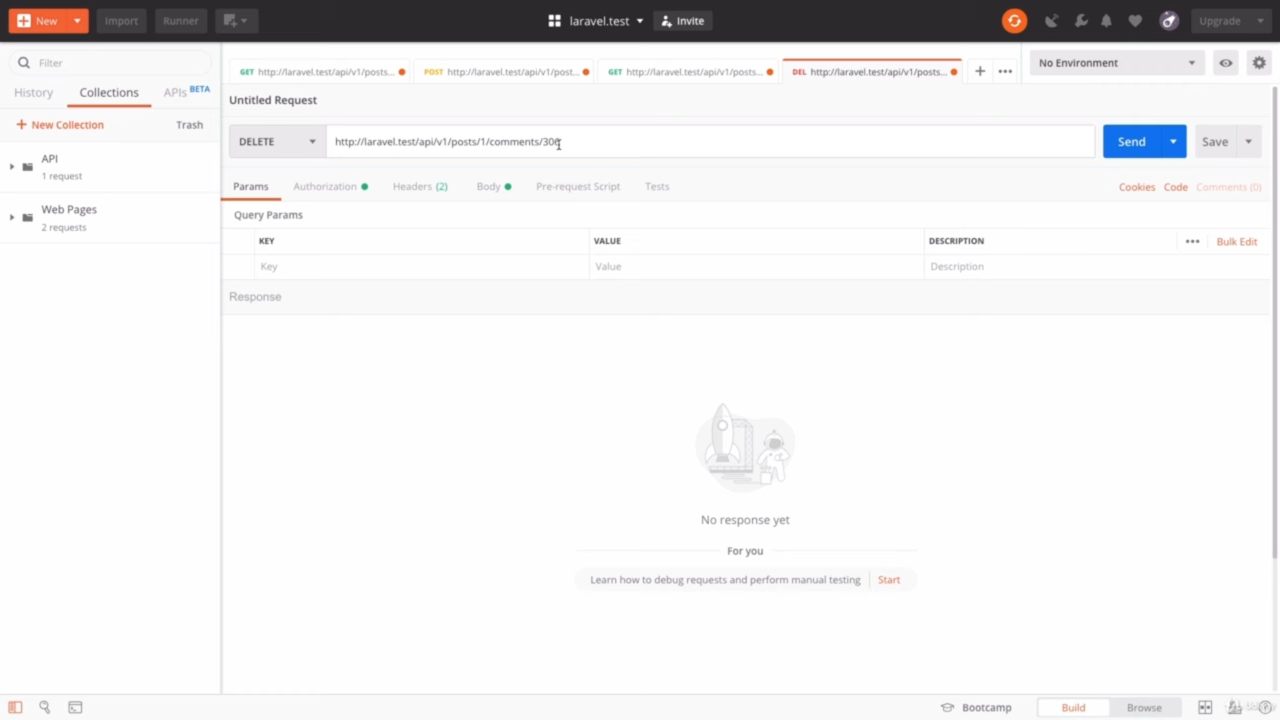 New
Import
Runner
laravel.test
Invite
Upgrade
Filter
History
Collections
APIs BETA
+ New Collection
Trash
API
1 request
Web Pages
2 requests
GET http://laravel.test/api/v1/posts...
POST http://laravel.test/api/v1/post...
GET http://laravel.test/api/v1/posts...
DEL http://laravel.test/api/v1/posts...
No Environment
Untitled Request
DELETE
http://laravel.test/api/v1/posts/1/comments/306
Send
Save
Params
Authorization
Headers (2)
Body
Pre-request Script
Tests
Cookies
Code
Comments (0)
Query Params
KEY
VALUE
DESCRIPTION
Bulk Edit
Key
Value
Description
Response
No response yet
For you
Learn how to debug requests and perform manual testing
Start
Bootcamp
Build
Browse